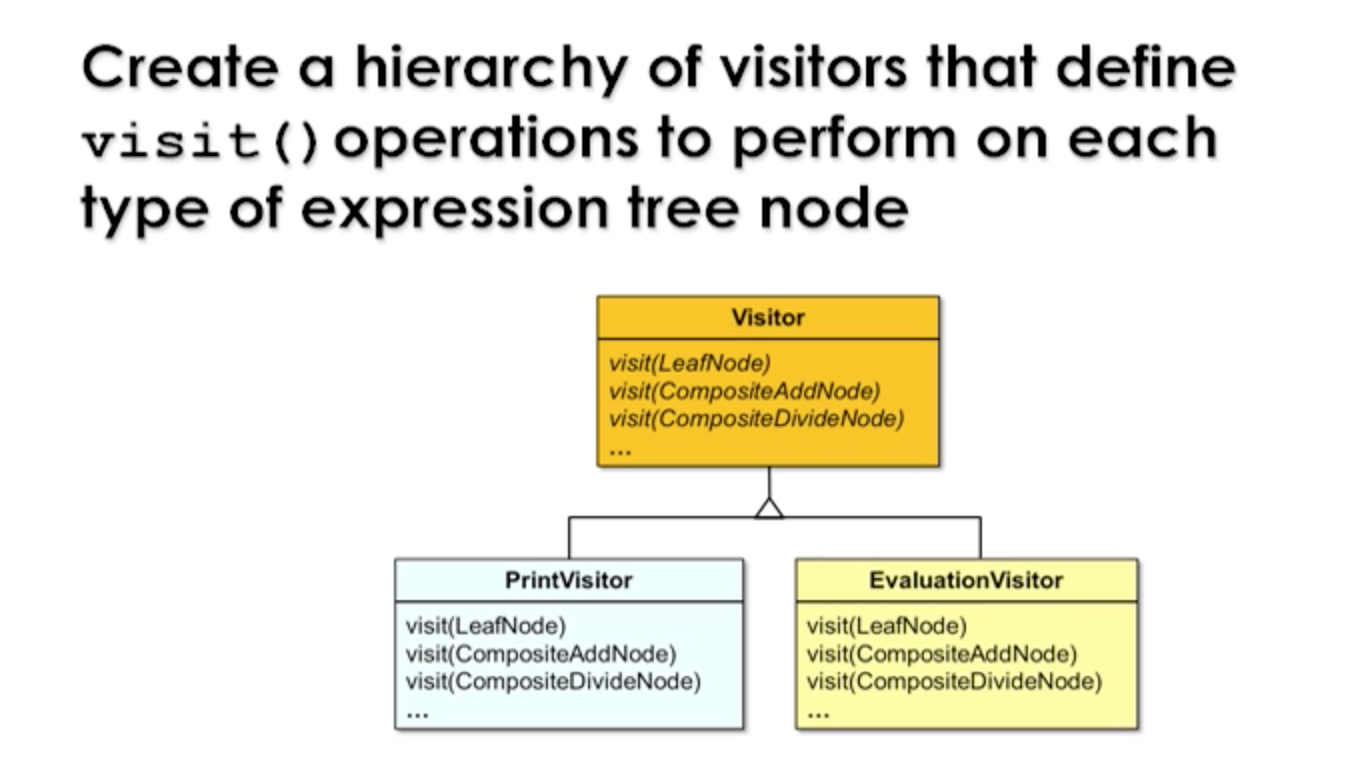 Create a hierarchy of visitors that define
visit() operations to perform on each
type of expression tree node
Visitor
visit(LeafNode)
visit(CompositeAddNode)
visit(CompositeDivideNode)
...
PrintVisitor
visit(LeafNode)
visit(CompositeAddNode)
visit(CompositeDivideNode)
...
EvaluationVisitor
visit(LeafNode)
visit(CompositeAddNode)
visit(CompositeDivideNode)
...